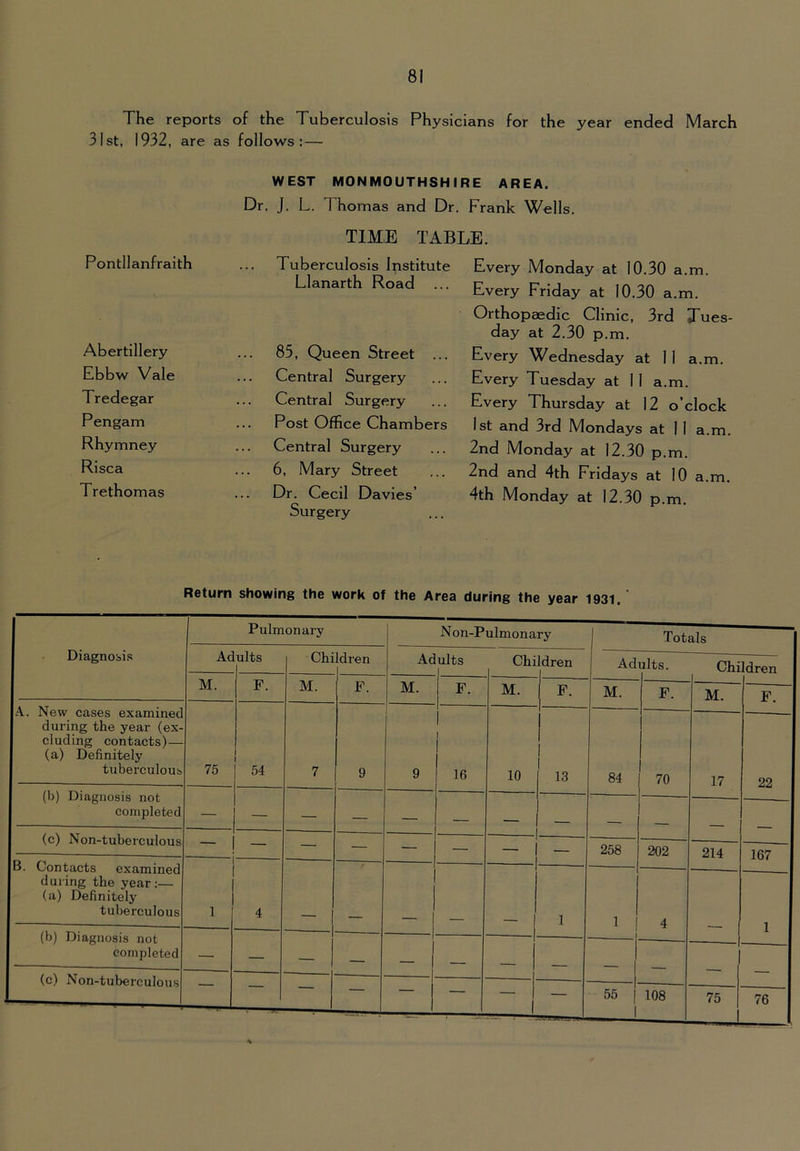 81
The reports of the Tuberculosis Physicians for the year ended March
31st, 1932, are as follows:—
WEST MONMOUTHSHIRE AREA.
Dr. J. L. Thomas and Dr. Frank Wells.
TIME TABLE.
Pontllanfraith ... Tuberculosis Institute Every Monday at 10.30 a.m.
Llanarth Road ... Every Friday at 10.30 a.m.
Orthopædic Clinic, 3rd Tues-
day at 2.30 p.m.
Abertillery ... 85, Queen Street ... Every Wednesday at 11 a.m.
Ebbw Vale ... Central Surgery ... Every Tuesday at 11 a.m.
Tredegar ... Central Surgery ... Every Thursday at 12 o'clock
Pengam ... Post Office Chambers 1st and 3rd Mondays at 11 a.m.
Rhymney ... Central Surgery ... 2nd Monday at 12.30 p.m.
Risca ... 6, Mary Street ... 2nd and 4th Fridays at 10 a.m.
Trethomas ... Dr. Cecil Davies' 4th Monday at 12.30 p.m.
Surgery ...
Return showing the work of the Area during the year 1931.
Diagnosis Pulmonary Non-Pulmonary Totals
Adults Children Adults Children Adults. Children
M. F. M. F. M. F. M. F. M. F. M. F.
A. New cases examined
during the year (ex-
cluding contacts)—
(a) Definitely
tuberculous 75 54 7 9 9 16 10 13 84 70 17 22
(b) Diagnosis not
completed — — — — — — — — — — — —
(c) Non-tuberculous — — — — — — — — 258 202 214 167
B. Contacts examined
during the year:—
(a) Definitely
tuberculous 1 4 — — — — — 1 1 4 — 1
(b) Diagnosis not
completed — — — — — — — — — — — —
(c) Non-tuberculous — — — — — — — — 55 108 75 76